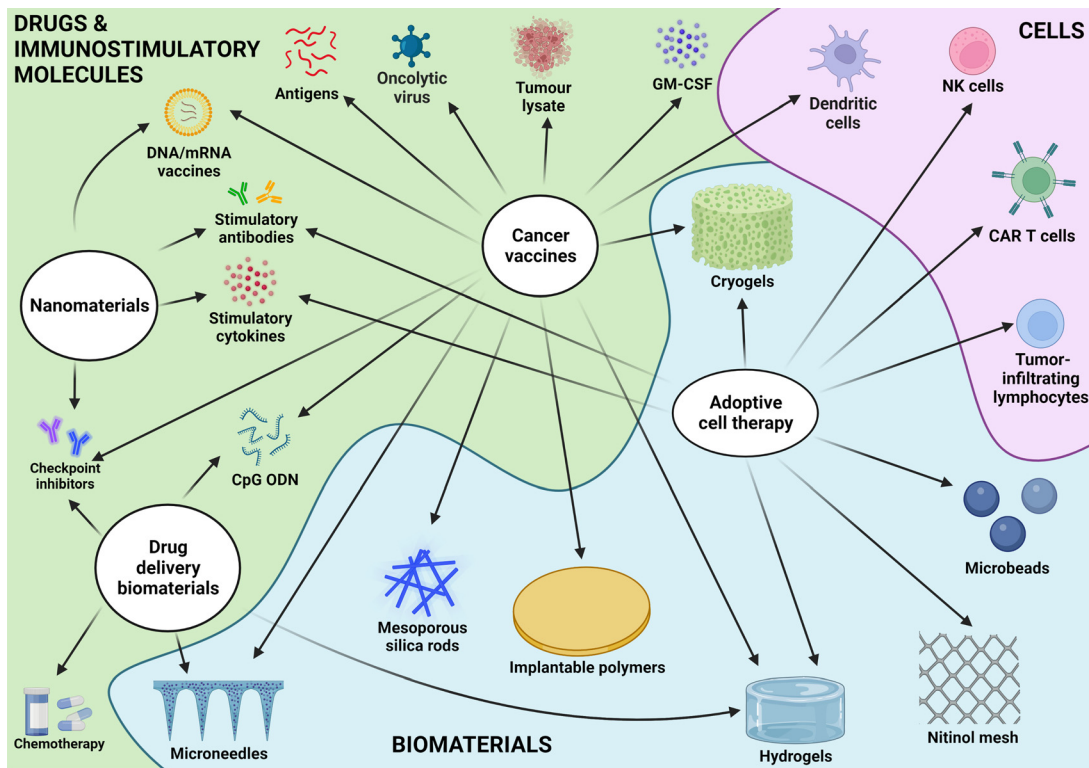 DRUGS &
IMMUNOSTIMULATORY
MOLECULES
CELLS
Antigens
Oncolytic
virus
Tumour
lysate
GM-CSF
Dendritic
cells
NK cells
DNA/mRNA
vaccines
Stimulatory
antibodies
Cancer
vaccines
CAR T cells
Nanomaterials
Cryogels
Stimulatory
cytokines
Tumor-
infiltrating
lymphocytes
Adoptive
cell therapy
Checkpoint
inhibitors
CpG ODN
Drug
delivery
biomaterials
Microbeads
Mesoporous
silica rods
Implantable polymers
Chemotherapy
Microneedles
BIOMATERIALS
Hydrogels
Nitinol mesh